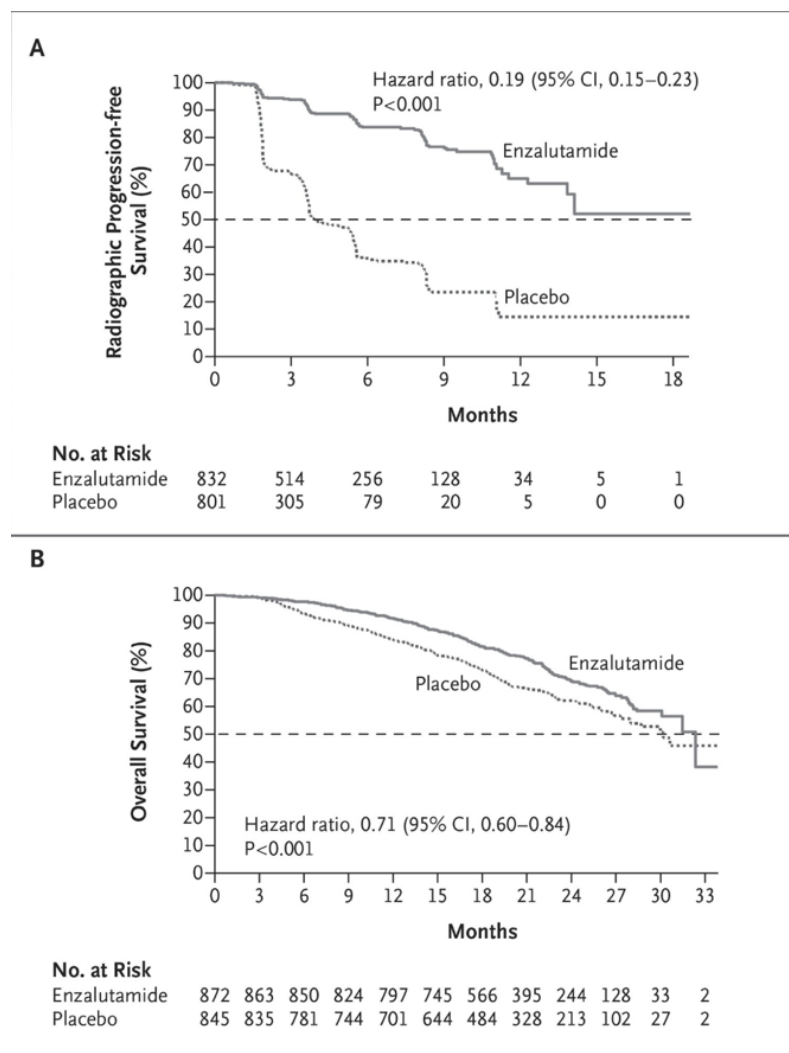 A
Hazard ratio, 0.19 (95% CI, 0.15–0.23)
P<0.001
Enzalutamide
Placebo
Radiographic Progression-free
Survival (%)
100
90
80
70
60
50
40
30
20
10
0
0 3 6 9 12 15 18
Months
No. at Risk
Enzalutamide 832 514 256 128 34 5 1
Placebo 801 305 79 20 5 0 0
B
Overall Survival (%)
100
90
80
70
60
50
40
30
20
10
0
Enzalutamide
Placebo
Hazard ratio, 0.71 (95% CI, 0.60–0.84)
P<0.001
0 3 6 9 12 15 18 21 24 27 30 33
Months
No. at Risk
Enzalutamide 872 863 850 824 797 745 566 395 244 128 33 2
Placebo 845 835 781 744 701 644 484 328 213 102 27 2